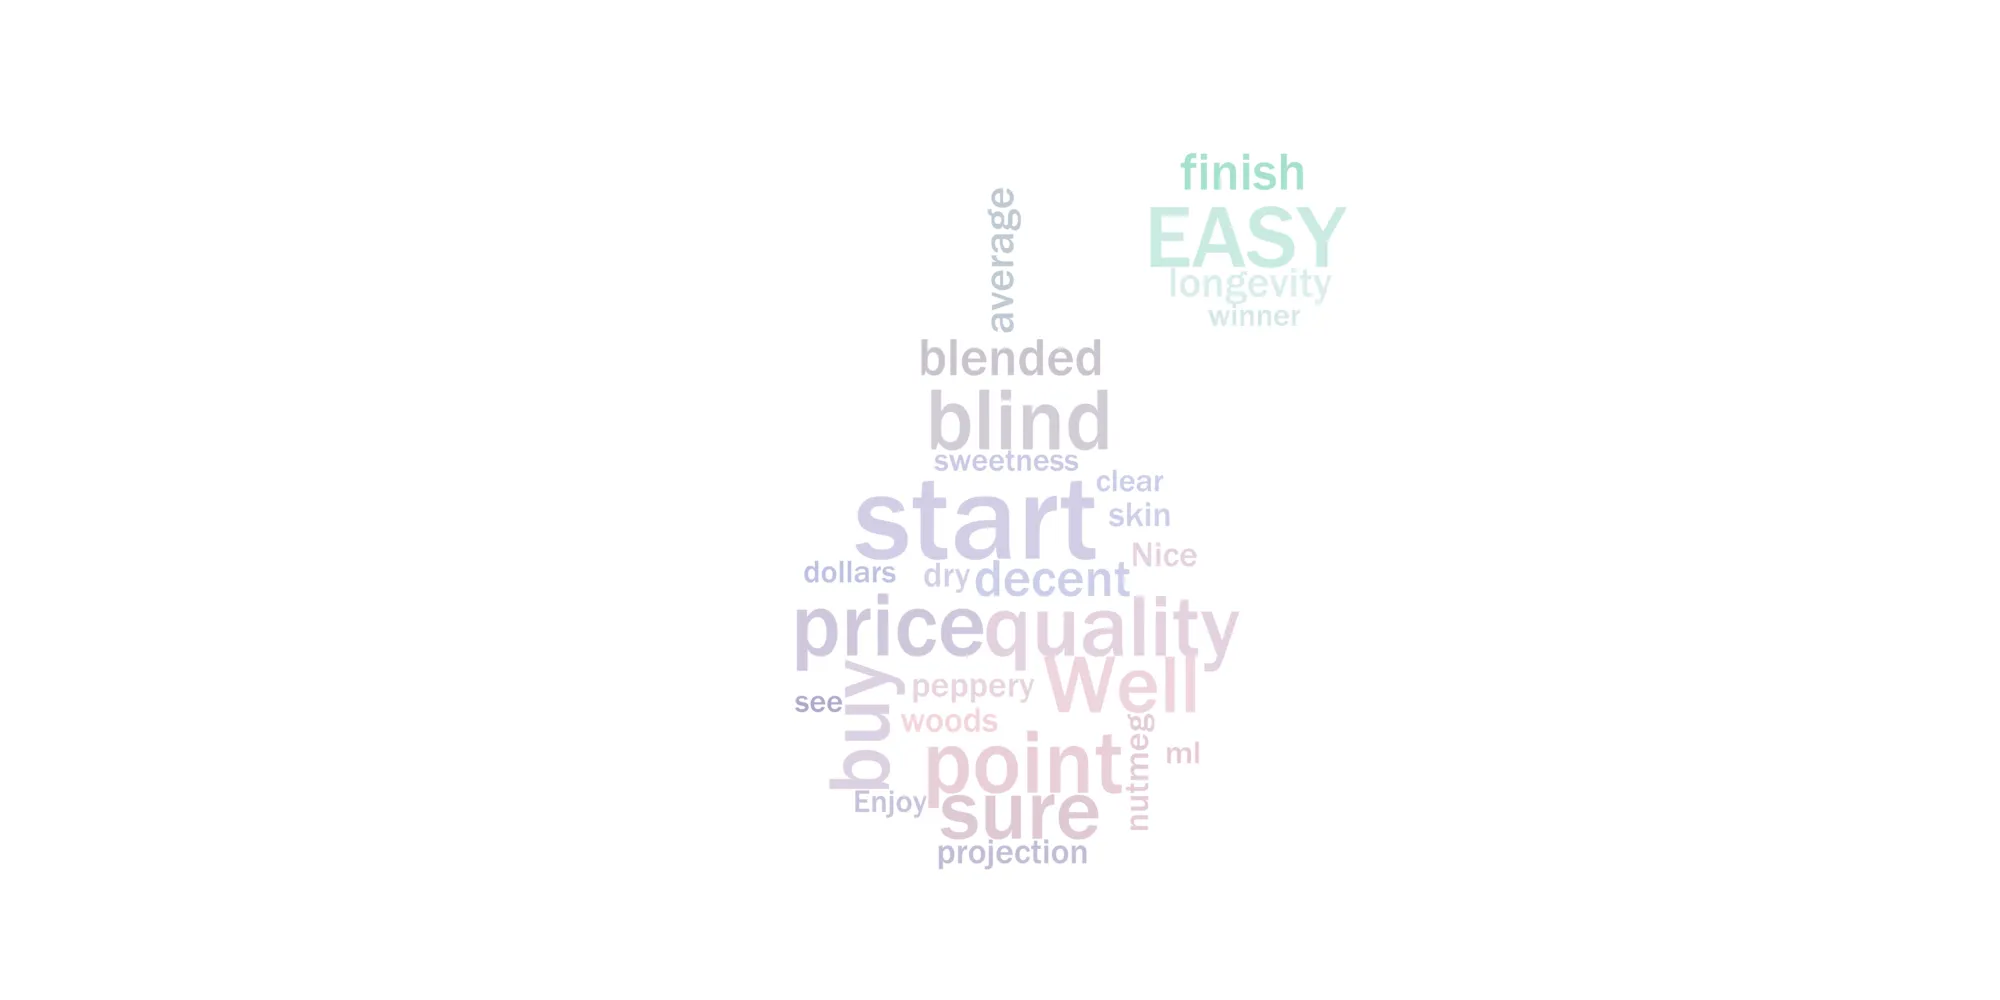 finish
EASY
longevity
winner
average
blended
blind
sweetness
clear
start
skin
Nice
dollars dry decent
price quality
buy
peppery Well
see
woods
nutmeg
point
ml
Enjoy sure
projection